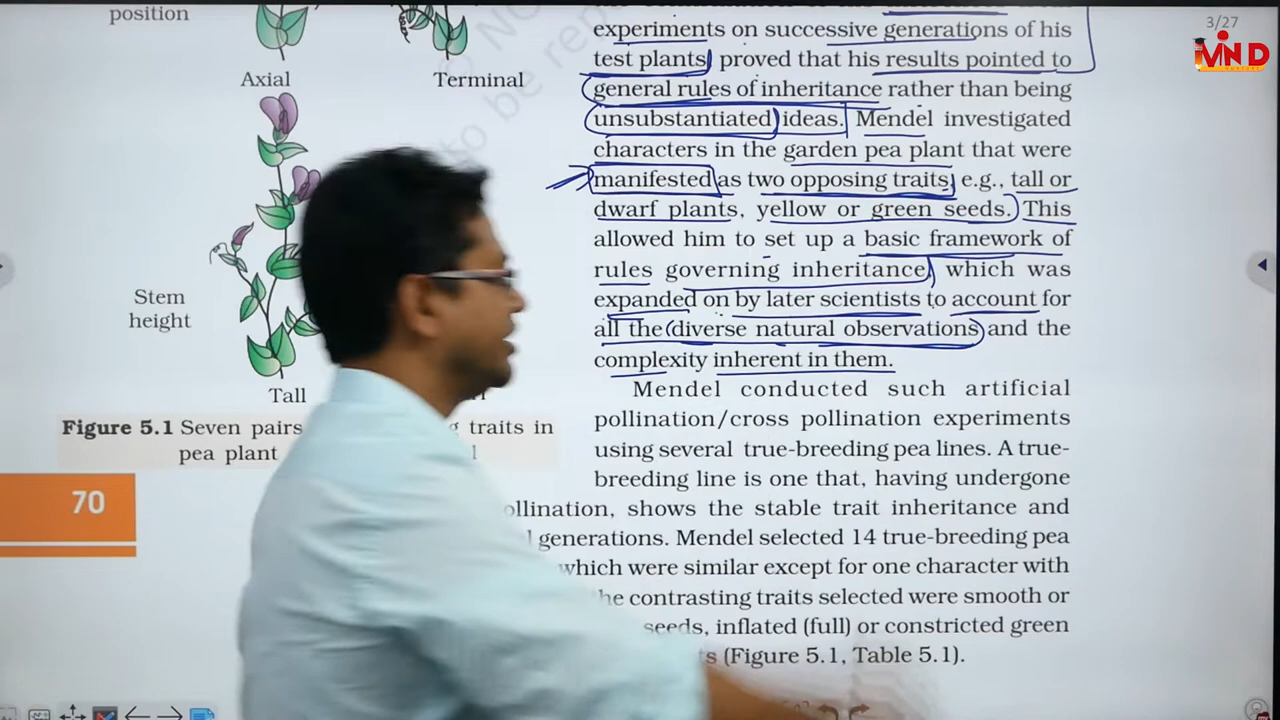 position
Axial
Terminal
Stem
height
Tall
Figure 5.1 Seven pairs traits in
pea plant
70
experiments on successive generations of his
test plants, proved that his results pointed to
general rules of inheritance rather than being
unsubstantiated ideas. Mendel investigated
characters in the garden pea plant that were
manifested as two opposing traits, e.g., tall or
dwarf plants, yellow or green seeds. This
allowed him to set up a basic framework of
rules governing inheritance, which was
expanded on by later scientists to account for
all the diverse natural observations and the
complexity inherent in them.
Mendel conducted such artificial
pollination/cross pollination experiments
using several true-breeding pea lines. A true-
breeding line is one that, having undergone
ollination, shows the stable trait inheritance and
generations. Mendel selected 14 true-breeding pea
which were similar except for one character with
he contrasting traits selected were smooth or
seeds, inflated (full) or constricted green
ts (Figure 5.1, Table 5.1).
3/27
MIND